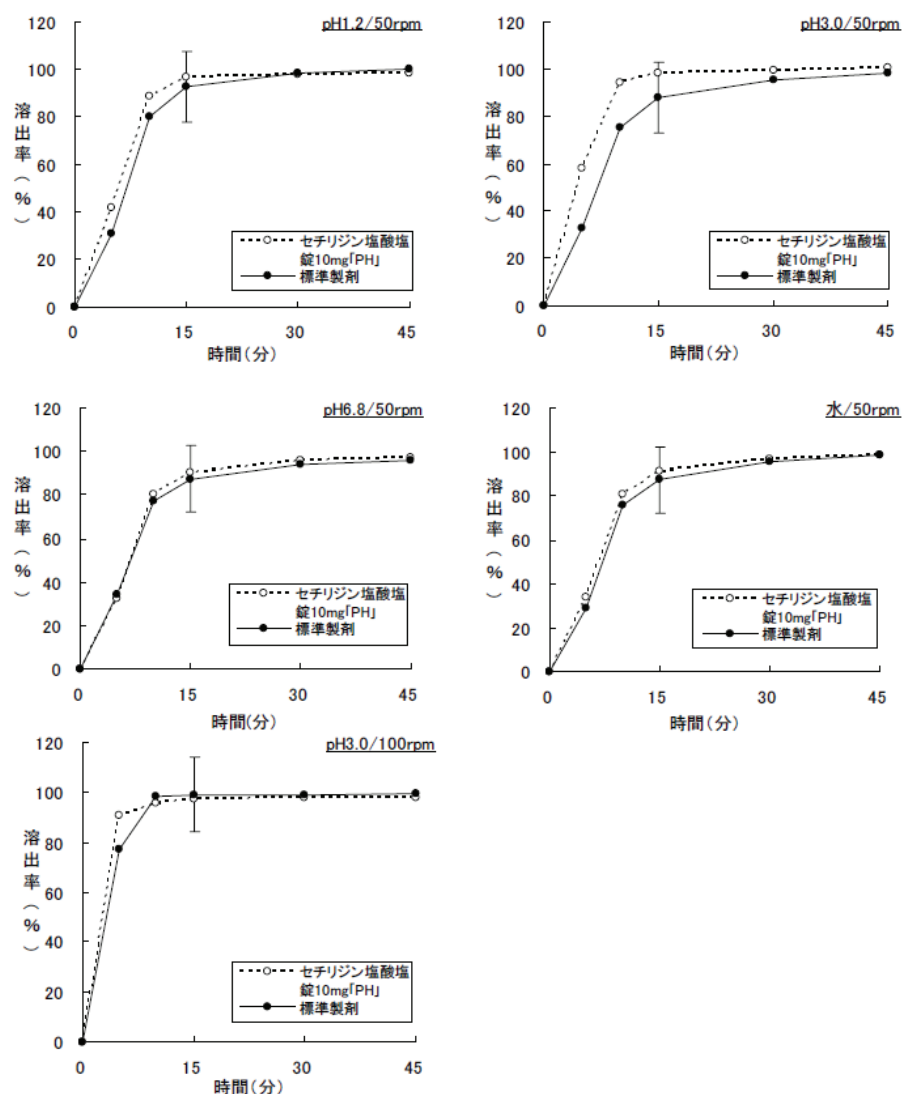 pH1.2/50rpm
120
100
80
60
40
20
0
溶出率(%)
セチリジン塩酸塩
錠10mg「PH」
標準製剤
0 15 30 45
時間(分)
pH3.0/50rpm
120
100
80
60
40
20
0
溶出率(%)
セチリジン塩酸塩
錠10mg「PH」
標準製剤
0 15 30 45
時間(分)
pH6.8/50rpm
120
100
80
60
40
20
0
溶出率(%)
セチリジン塩酸塩
錠10mg「PH」
標準製剤
0 15 30 45
時間(分)
水/50rpm
120
100
80
60
40
20
0
溶出率(%)
セチリジン塩酸塩
錠10mg「PH」
標準製剤
0 15 30 45
時間(分)
pH3.0/100rpm
120
100
80
60
40
20
0
溶出率(%)
セチリジン塩酸塩
錠10mg「PH」
標準製剤
0 15 30 45
時間(分)